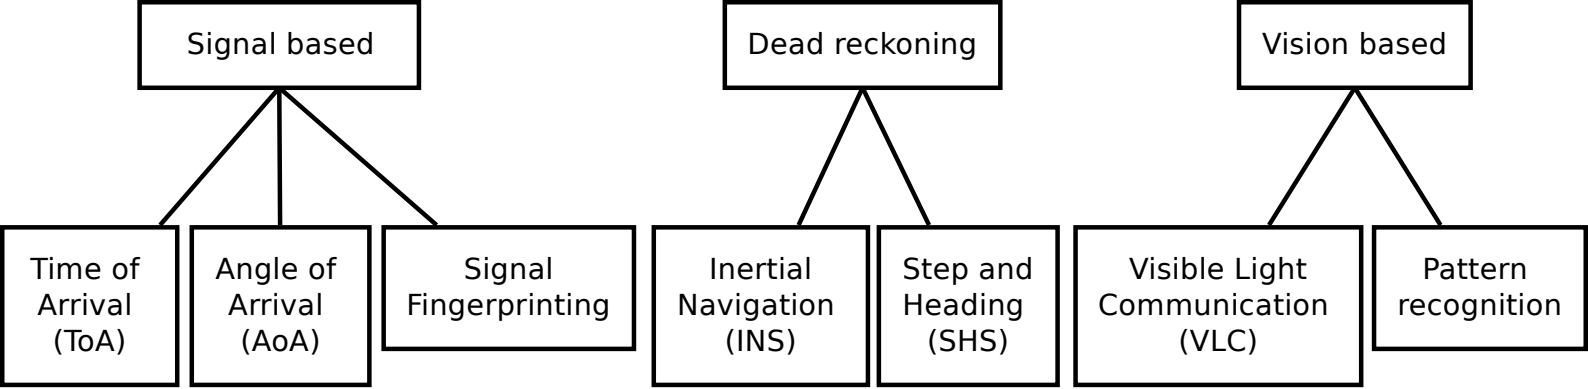 Signal based
Dead reckoning
Vision based
Time of
Arrival
(ToA)
Angle of
Arrival
(AoA)
Signal
Fingerprinting
Inertial
Navigation
(INS)
Step and
Heading
(SHS)
Visible Light
Communication
(VLC)
Pattern
recognition